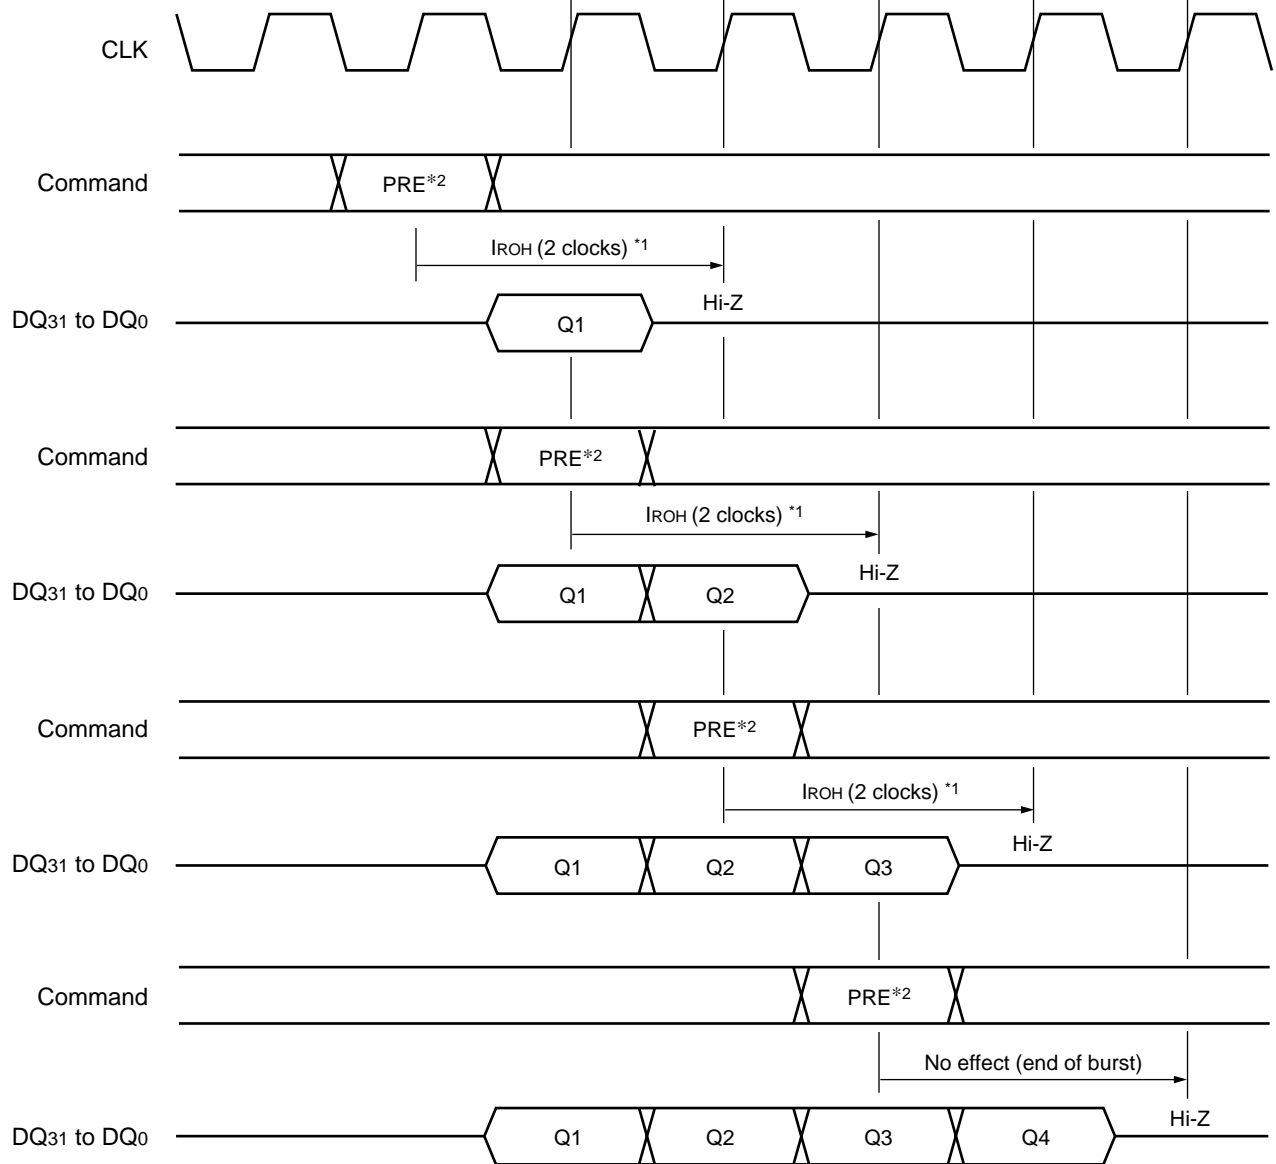 CLK
Command
PRE*2
IROH (2 clocks) *1
DQ31 to DQ0
Q1
Hi-Z
Command
PRE*2
IROH (2 clocks) *1
DQ31 to DQ0
Q1
Q2
Hi-Z
Command
PRE*2
IROH (2 clocks) *1
DQ31 to DQ0
Q1
Q2
Q3
Hi-Z
Command
PRE*2
No effect (end of burst)
DQ31 to DQ0
Q1
Q2
Q3
Q4
Hi-Z